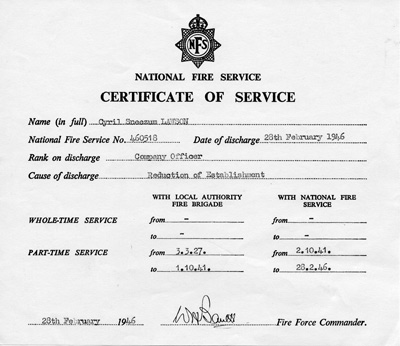 NFS
NATIONAL FIRE SERVICE
CERTIFICATE OF SERVICE
Name (in full) Cyril LAWSON
National Fire Service No. 460518 Date of discharge 28th February 1946
Rank on discharge Company Officer
Cause of discharge Reduction of Establishment
WITH LOCAL AUTHORITY FIRE BRIGADE WITH NATIONAL FIRE SERVICE
WHOLE-TIME SERVICE from - from -
to - to -
PART-TIME SERVICE from 3.3.27. from 2.10.41.
to 1.10.41. to 28.2.46.
28th February 1946 Fire Force Commander.